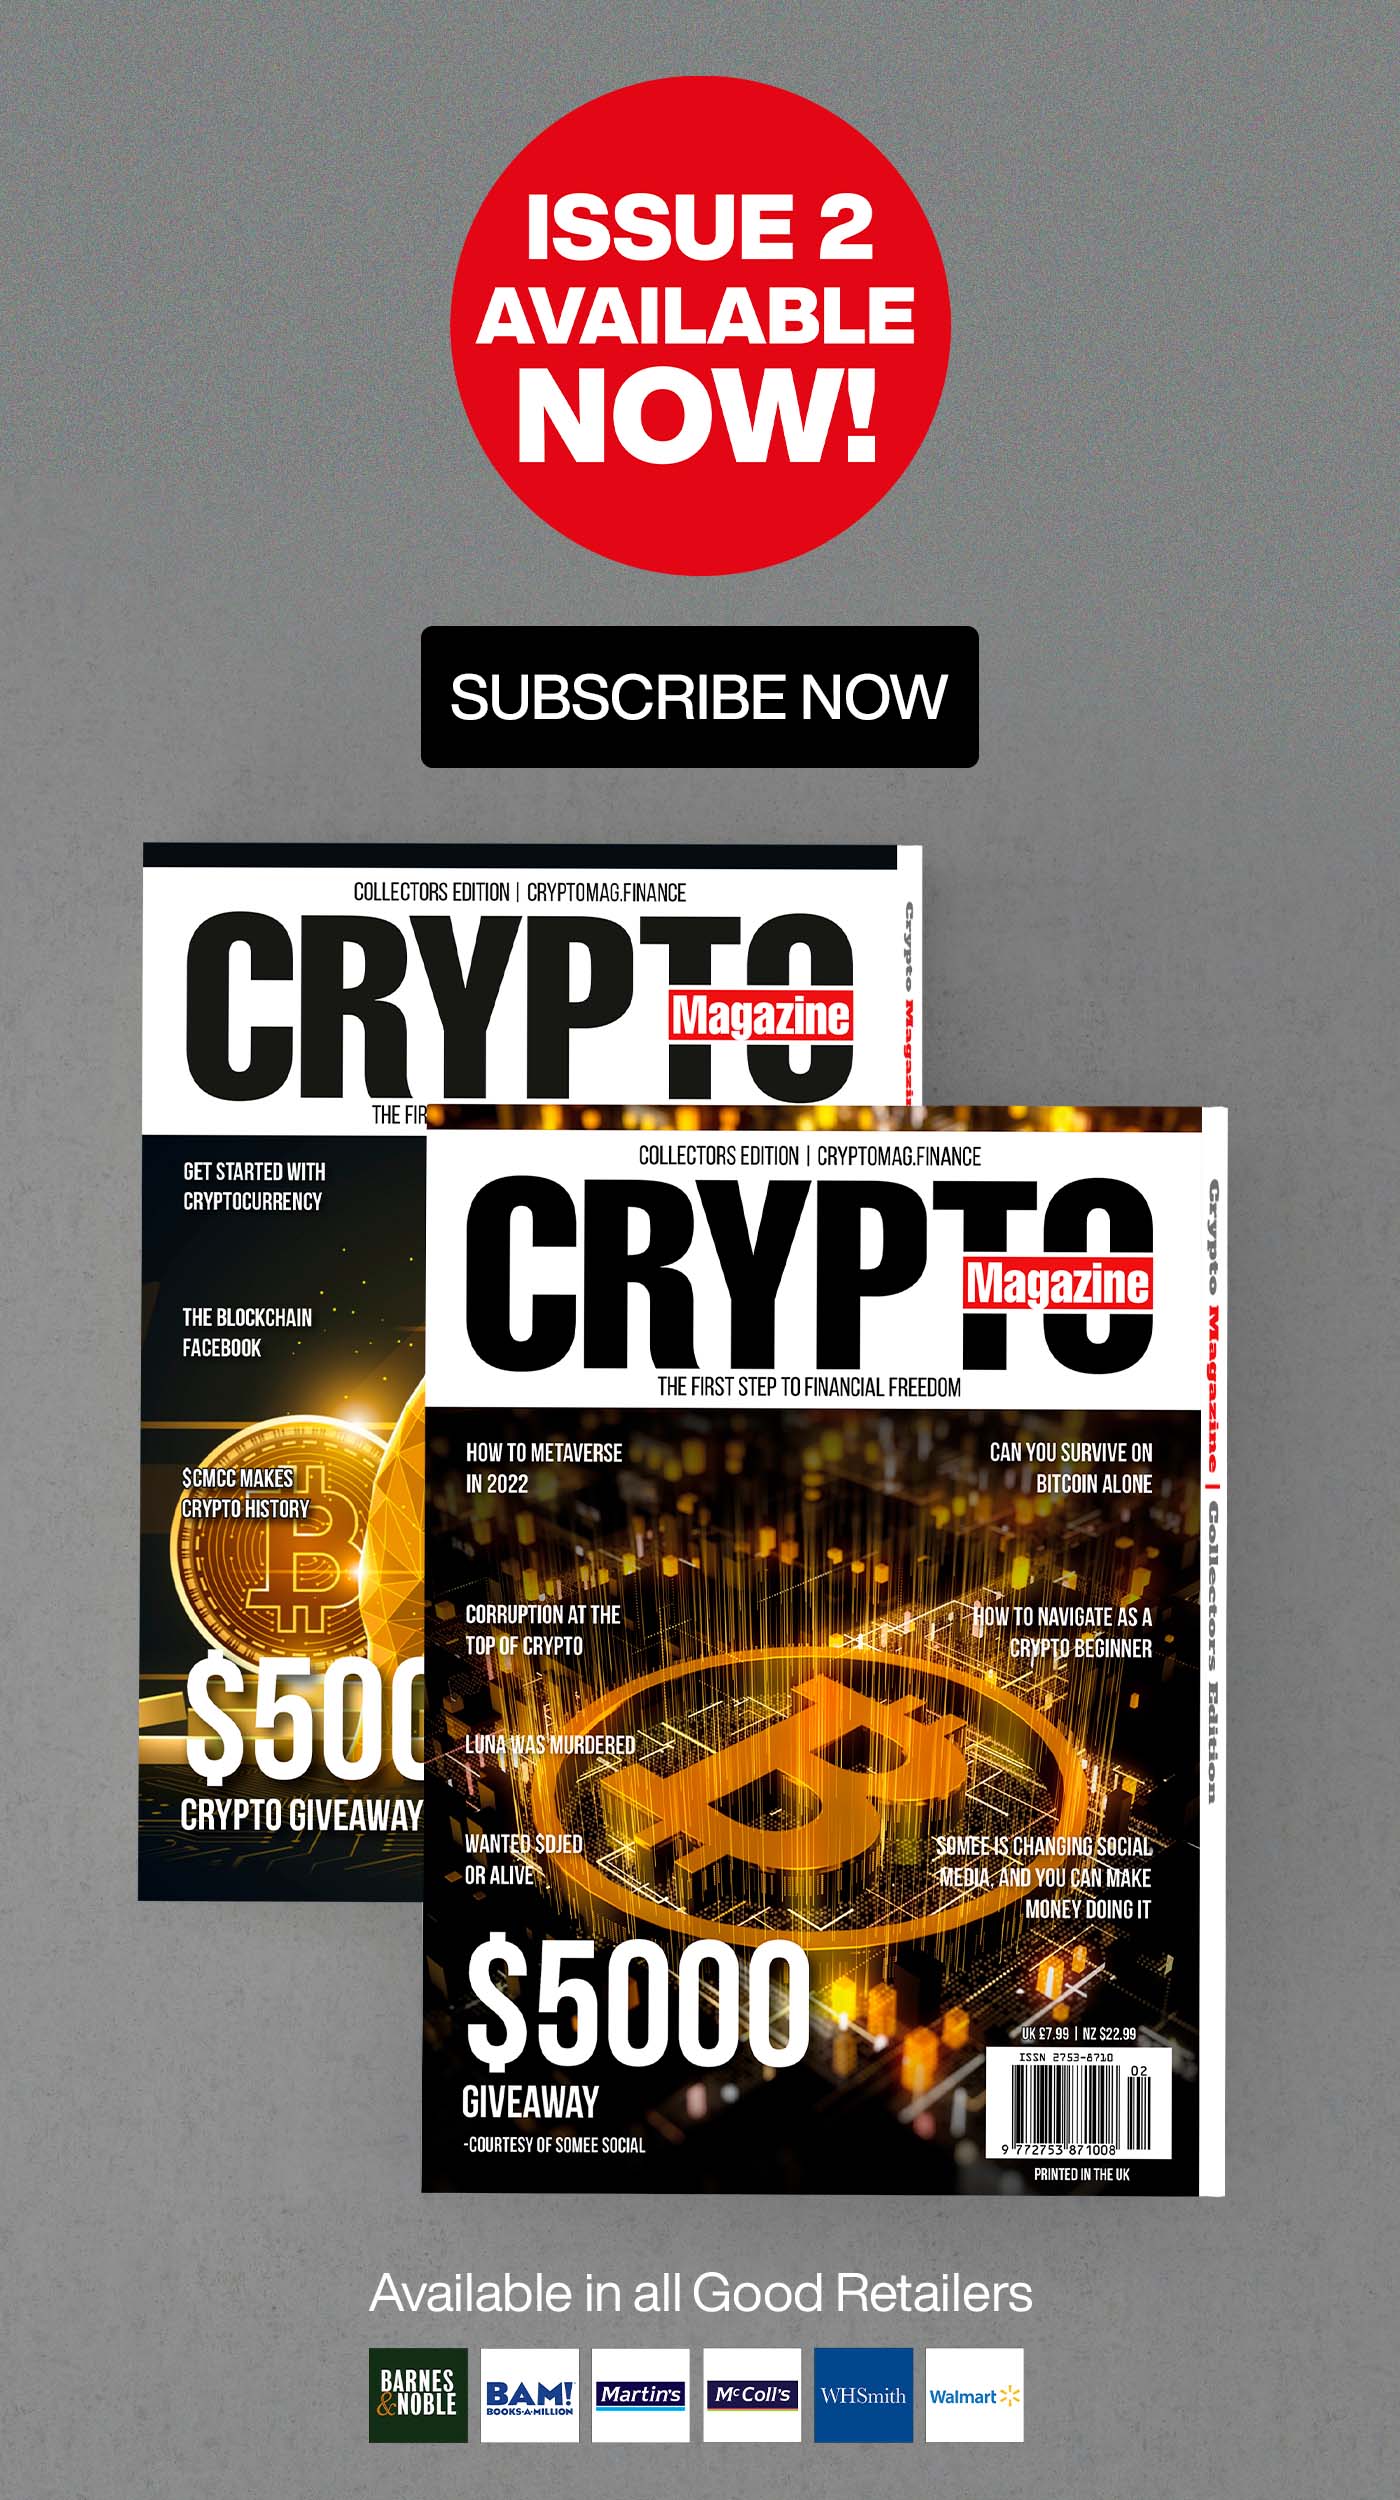 ISSUE 2
AVAILABLE
NOW!
SUBSCRIBE NOW
COLLECTORS EDITION | CRYPTOMAG.FINANCE
CRYPTO
Magazine
THE FIR
GET STARTED WITH
CRYPTOCURRENCY
THE BLOCKCHAIN
FACEBOOK
$CMCC MAKES
CRYPTO HISTORY
$500
CRYPTO GIVEAWAY
Crypto Magazin
COLLECTORS EDITION | CRYPTOMAG.FINANCE
CRYPTO
Magazine
THE FIRST STEP TO FINANCIAL FREEDOM
HOW TO METAVERSE
IN 2022
CORRUPTION AT THE
TOP OF CRYPTO
LUNA WAS MURDERED
WANTED $DJED
OR ALIVE
CAN YOU SURVIVE ON
BITCOIN ALONE
HOW TO NAVIGATE AS A
CRYPTO BEGINNER
SOMEE IS CHANGING SOCIAL
MEDIA, AND YOU CAN MAKE
MONEY DOING IT
$5000
GIVEAWAY
-COURTESY OF SOMEE SOCIAL
UK £7.99 | NZ $22.99
ISSN 2753-8710
02
9 772753 871008
PRINTED IN THE UK
Crypto Magazine | Collectors Edition
Available in all Good Retailers
BARNES
&NOBLE
BAM!
BOOKS-A-MILLION
Martin's
McColl's
WHSmith
Walmart